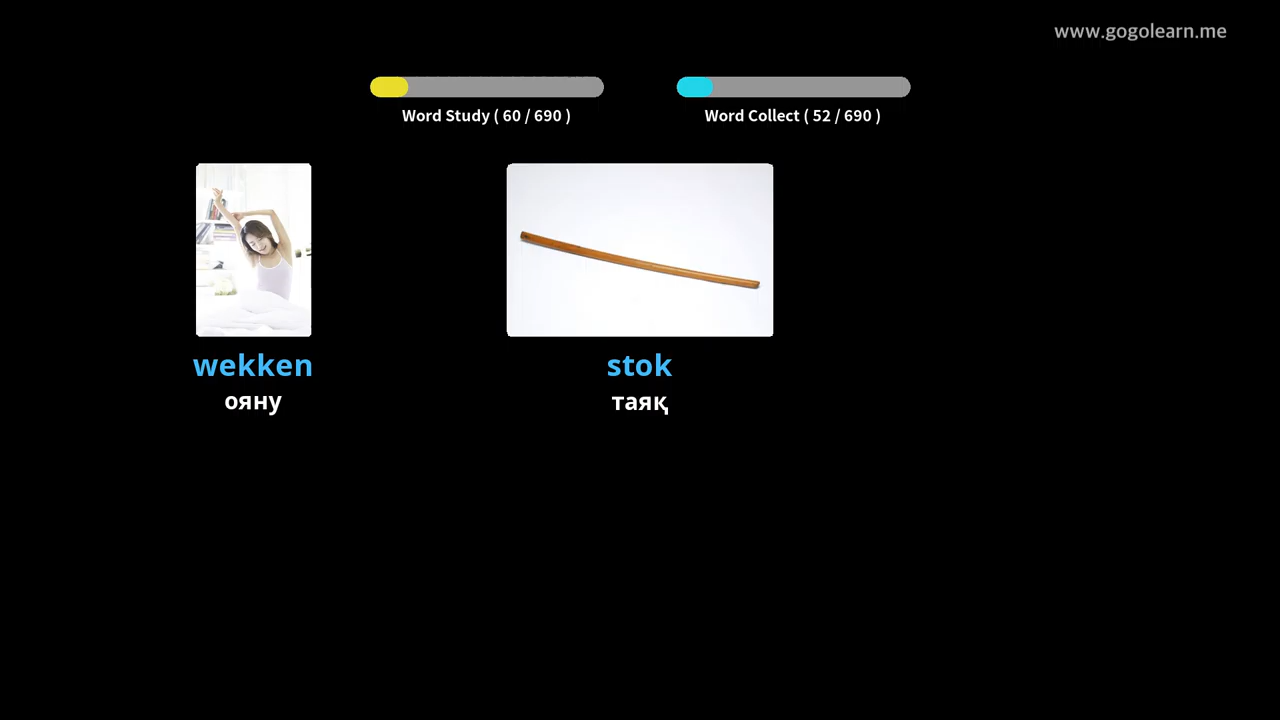 www.gogolearn.me
Word Study ( 60 / 690 )
Word Collect ( 52 / 690 )
wekken
ояну
stok
таяқ